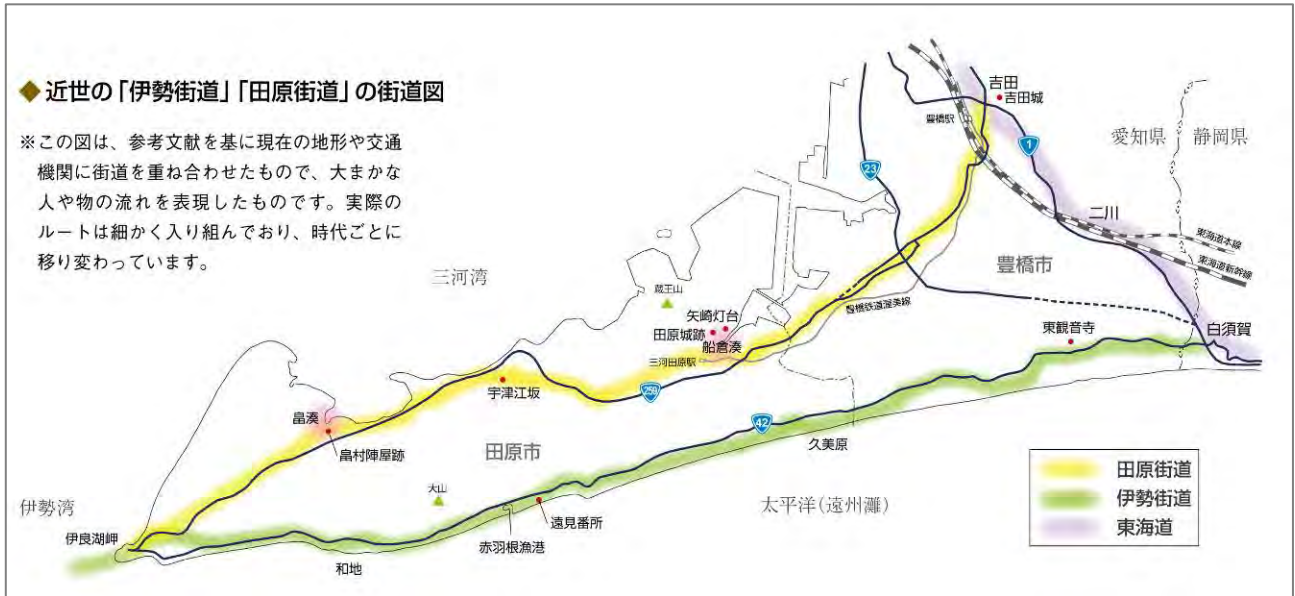 ◆近世の「伊勢街道」「田原街道」の街道図
※この図は、参考文献を基に現在の地形や交通
機関に街道を重ね合わせたもので、大まかな
人や物の流れを表現したものです。実際の
ルートは細かく入り組んでおり、時代ごとに
移り変わっています。
吉田
吉田城
豊橋駅
愛知県
静岡県
1
23
二川
東海道本線
東海道新幹線
豊橋市
三河湾
蔵王山
矢崎灯台
田原城跡
船倉湊
三河田原駅
豊橋鉄道渥美線
東観音寺
白須賀
宇津江坂
259
畠湊
畠村陣屋跡
田原市
42
久美原
大山
伊勢湾
遠見番所
太平洋(遠州灘)
伊良湖岬
赤羽根漁港
和地
田原街道
伊勢街道
東海道